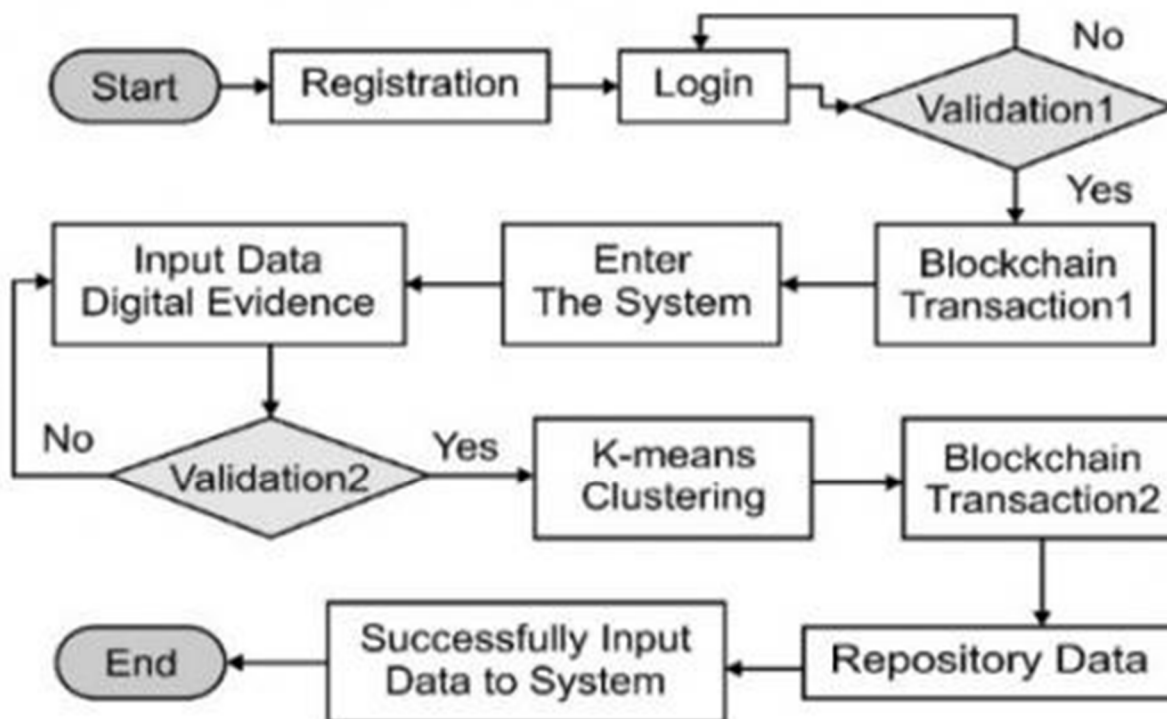 Start
Registration
Login
Validation1
No
Yes
Blockchain
Transaction1
Enter
The System
Input Data
Digital Evidence
No
Validation2
Yes
K-means
Clustering
Blockchain
Transaction2
Repository Data
Successfully Input
Data to System
End